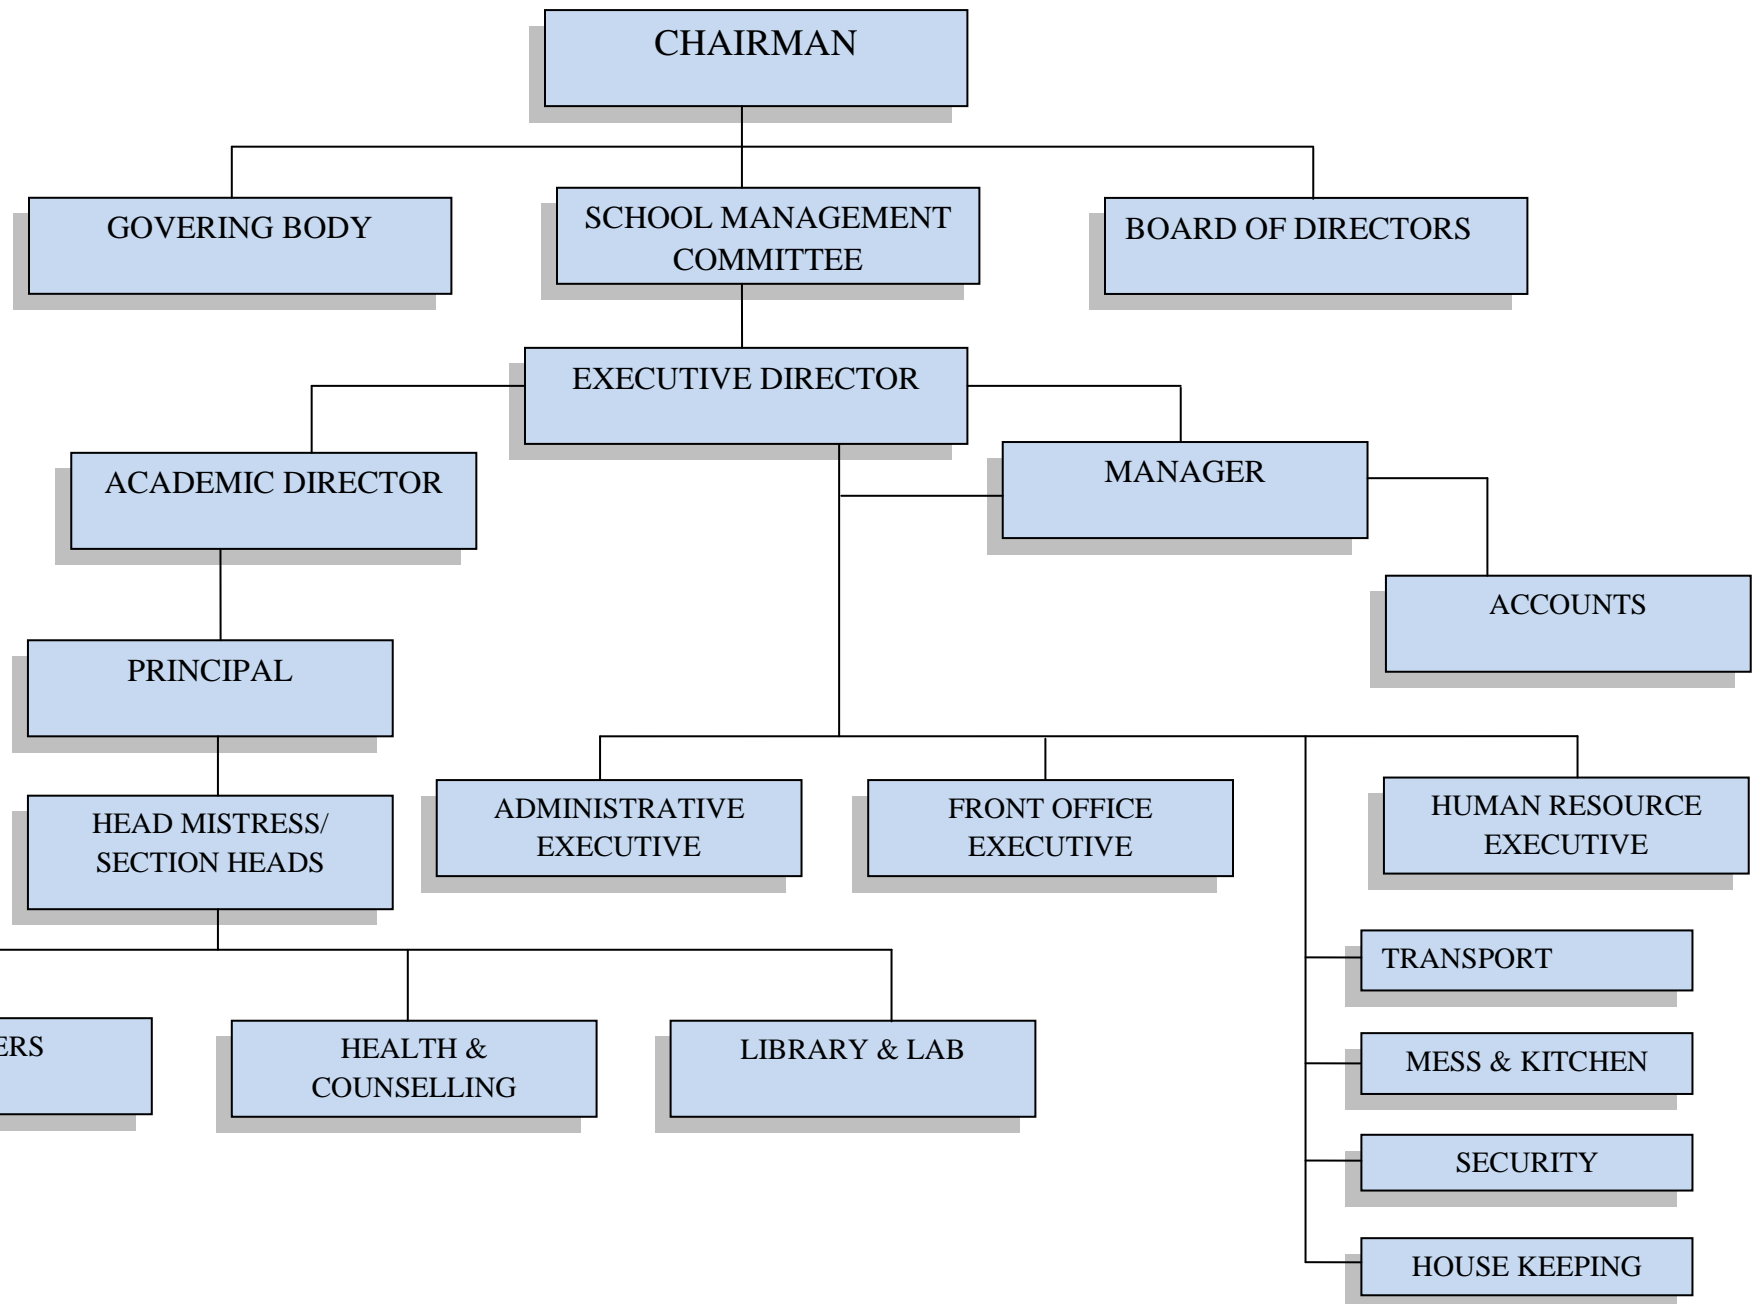 CHAIRMAN
GOVERING BODY
SCHOOL MANAGEMENT
COMMITTEE
BOARD OF DIRECTORS
EXECUTIVE DIRECTOR
ACADEMIC DIRECTOR
MANAGER
ACCOUNTS
PRINCIPAL
HEAD MISTRESS/
SECTION HEADS
ADMINISTRATIVE
EXECUTIVE
FRONT OFFICE
EXECUTIVE
HUMAN RESOURCE
EXECUTIVE
TRANSPORT
HEALTH &
COUNSELLING
LIBRARY & LAB
MESS & KITCHEN
SECURITY
HOUSE KEEPING